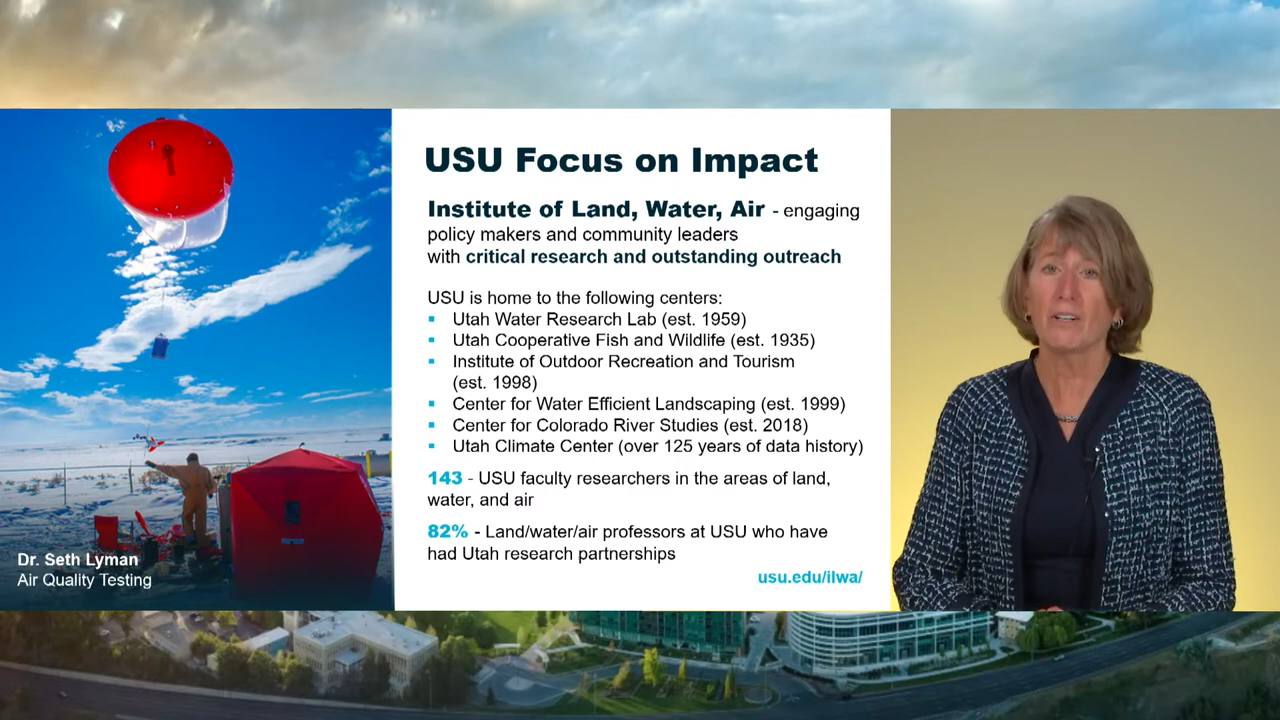 USU Focus on Impact
Institute of Land, Water, Air - engaging
policy makers and community leaders
with critical research and outstanding outreach
USU is home to the following centers:
▪ Utah Water Research Lab (est. 1959)
▪ Utah Cooperative Fish and Wildlife (est. 1935)
▪ Institute of Outdoor Recreation and Tourism
(est. 1998)
▪ Center for Water Efficient Landscaping (est. 1999)
▪ Center for Colorado River Studies (est. 2018)
▪ Utah Climate Center (over 125 years of data history)
143 - USU faculty researchers in the areas of land,
water, and air
82% - Land/water/air professors at USU who have
had Utah research partnerships
usu.edu/ilwa/
Dr. Seth Lyman
Air Quality Testing